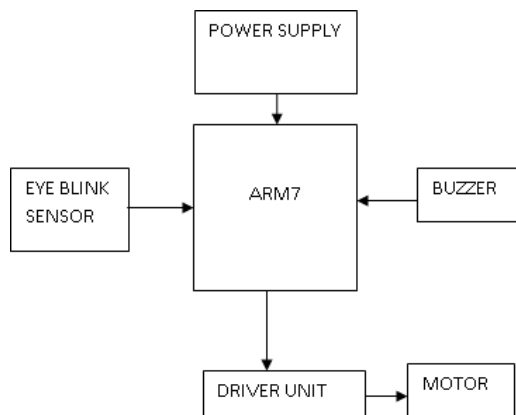 POWER SUPPLY
EYE BLINK
SENSOR
ARM7
BUZZER
DRIVER UNIT
MOTOR